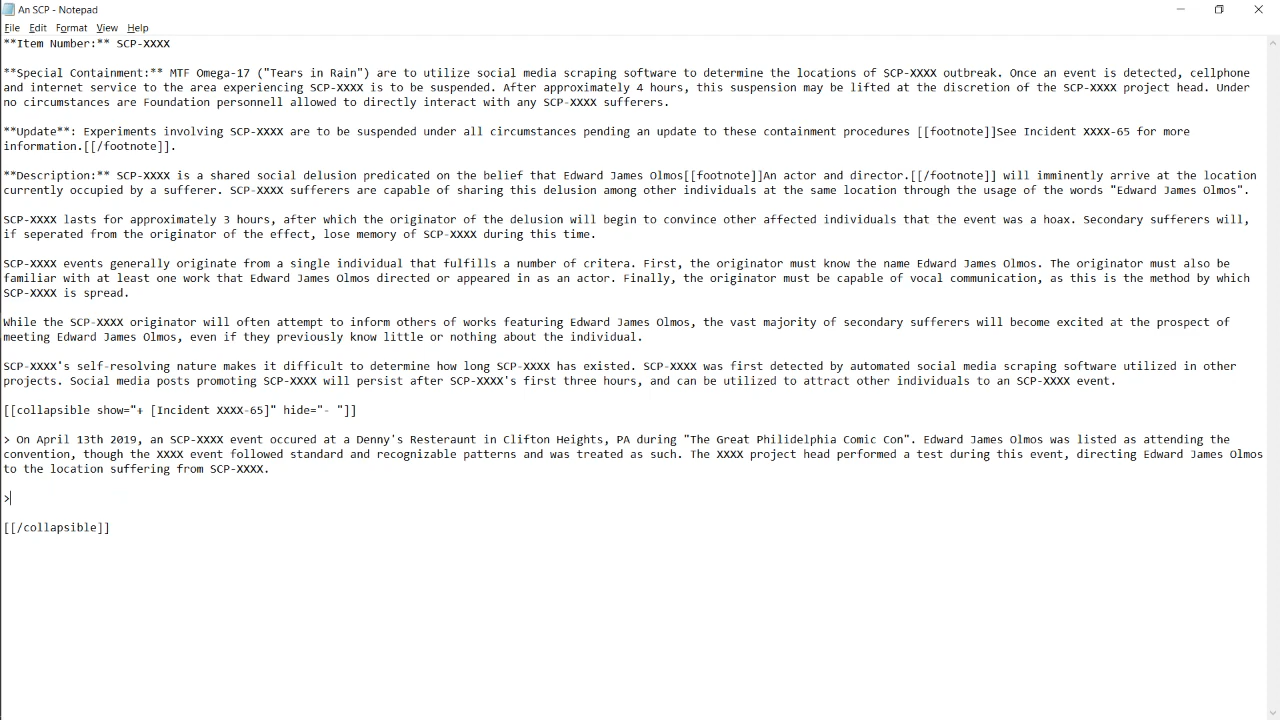 An SCP - Notepad
File Edit Format View Help
**Item Number:** SCP-XXXX
**Special Containment:** MTF Omega-17 ("Tears in Rain") are to utilize social media scraping software to determine the locations of SCP-XXXX outbreak. Once an event is detected, cellphone
and internet service to the area experiencing SCP-XXXX is to be suspended. After approximately 4 hours, this suspension may be lifted at the discretion of the SCP-XXXX project head. Under
no circumstances are Foundation personnell allowed to directly interact with any SCP-XXXX sufferers.
**Update**: Experiments involving SCP-XXXX are to be suspended under all circumstances pending an update to these containment procedures [[footnote]]See Incident XXXX-65 for more
information.[[/footnote]].
**Description:** SCP-XXXX is a shared social delusion predicated on the belief that Edward James Olmos[[footnote]]An actor and director.[[/footnote]] will imminently arrive at the location
currently occupied by a sufferer. SCP-XXXX sufferers are capable of sharing this delusion among other individuals at the same location through the usage of the words "Edward James Olmos".
SCP-XXXX lasts for approximately 3 hours, after which the originator of the delusion will begin to convince other affected individuals that the event was a hoax. Secondary sufferers will,
if seperated from the originator of the effect, lose memory of SCP-XXXX during this time.
SCP-XXXX events generally originate from a single individual that fulfills a number of critera. First, the originator must know the name Edward James Olmos. The originator must also be
familiar with at least one work that Edward James Olmos directed or appeared in as an actor. Finally, the originator must be capable of vocal communication, as this is the method by which
SCP-XXXX is spread.
While the SCP-XXXX originator will often attempt to inform others of works featuring Edward James Olmos, the vast majority of secondary sufferers will become excited at the prospect of
meeting Edward James Olmos, even if they previously know little or nothing about the individual.
SCP-XXXX's self-resolving nature makes it difficult to determine how long SCP-XXXX has existed. SCP-XXXX was first detected by automated social media scraping software utilized in other
projects. Social media posts promoting SCP-XXXX will persist after SCP-XXXX's first three hours, and can be utilized to attract other individuals to an SCP-XXXX event.
[[collapsible show="+ [Incident XXXX-65]" hide="- "]]
> On April 13th 2019, an SCP-XXXX event occured at a Denny's Resteraunt in Clifton Heights, PA during "The Great Philidelphia Comic Con". Edward James Olmos was listed as attending the
convention, though the XXXX event followed standard and recognizable patterns and was treated as such. The XXXX project head performed a test during this event, directing Edward James Olmos
to the location suffering from SCP-XXXX.
>
[[/collapsible]]